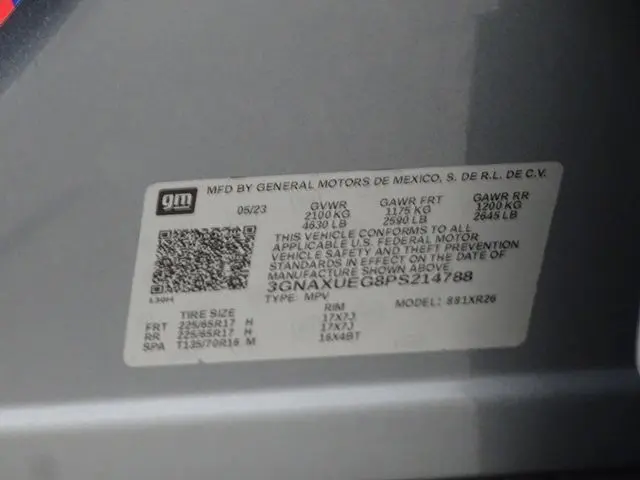 gm
MFD BY GENERAL MOTORS DE MEXICO, S. DE R.L. DE C.V.
05/23 GVWR GAWR FRT GAWR RR
2100 KG 1175 KG 1200 KG
4630 LB 2590 LB 2645 LB
THIS VEHICLE CONFORMS TO ALL
APPLICABLE U.S. FEDERAL MOTOR
VEHICLE SAFETY AND THEFT PREVENTION
STANDARDS IN EFFECT ON THE DATE OF
MANUFACTURE SHOWN ABOVE
3GNAXUEG8PS214788
TYPE: MPV MODEL: 881XR26
TIRE SIZE RIM
FRT 225/65R17 H 17X7J
RR 225/65R17 H 17X7J
SPA T135/70R16 M 16X4BT